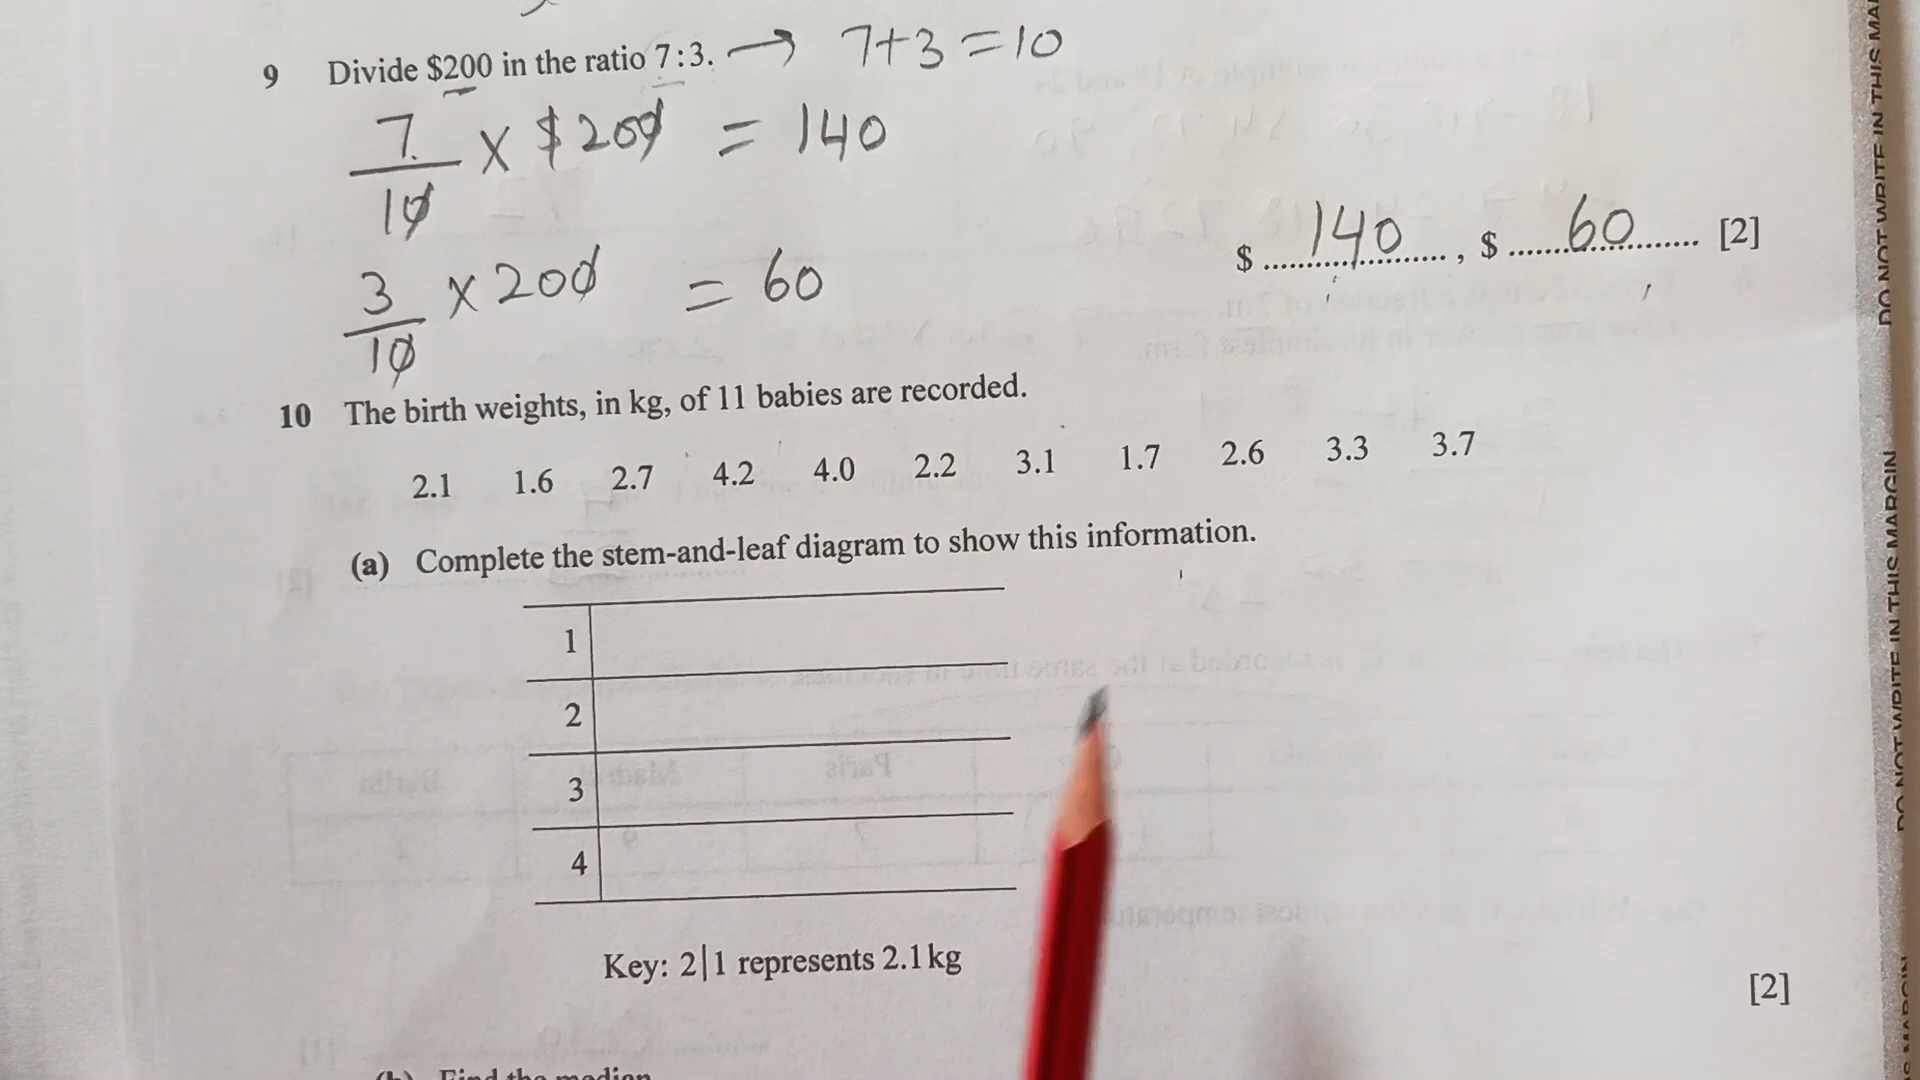 9 Divide $200 in the ratio 7:3. → 7+3=10
7/10 × $200 = 140
$ 140 , $ 60 [2]
3/10 × 200 = 60
10 The birth weights, in kg, of 11 babies are recorded.
2.1 1.6 2.7 4.2 4.0 2.2 3.1 1.7 2.6 3.3 3.7
(a) Complete the stem-and-leaf diagram to show this information.
1
2
3
4
Key: 2|1 represents 2.1 kg
[2]
(b) Find the median
DO NOT WRITE IN THIS MARGIN
DO NOT WRITE IN THIS MARGIN